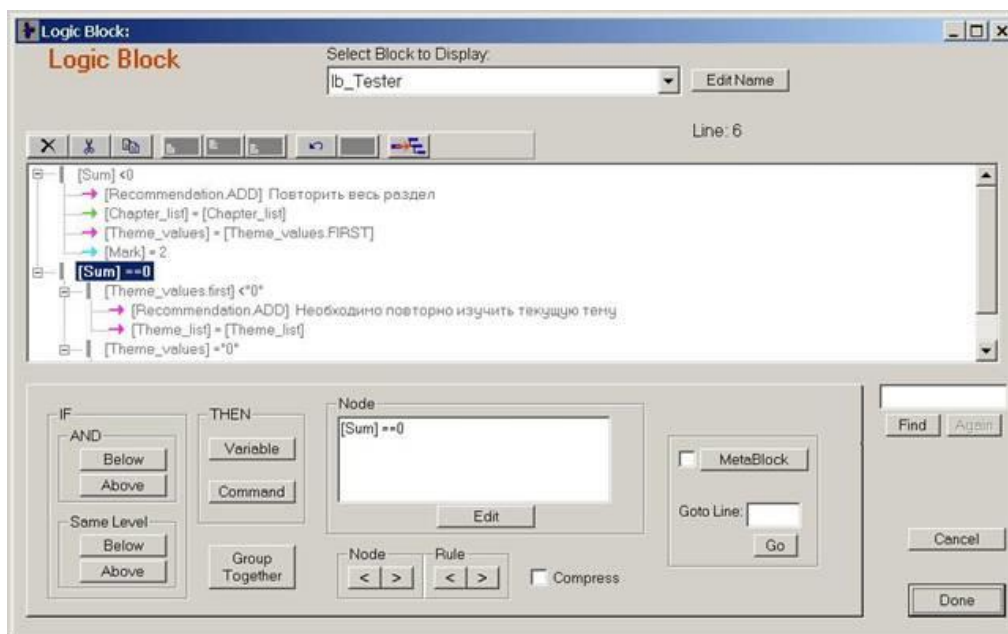 Logic Block:
Logic Block
Select Block to Display:
lb_Tester
Edit Name
Line: 6
[Sum] <0
[Recommendation.ADD] Повторить весь раздел
[Chapter_list] = [Chapter_list]
[Theme_values] = [Theme_values.FIRST]
[Mark] = 2
[Sum] ==0
[Theme_values.first] <"0"
[Recommendation.ADD] Необходимо повторно изучить текущую тему
[Theme_list] = [Theme_list]
[Theme_values] ="0"
IF
AND
Below
Above
Same Level
Below
Above
THEN
Variable
Command
Group Together
Node
[Sum] ==0
Edit
Node
< >
Rule
< >
Compress
MetaBlock
Goto Line:
Go
Find Again
Cancel
Done